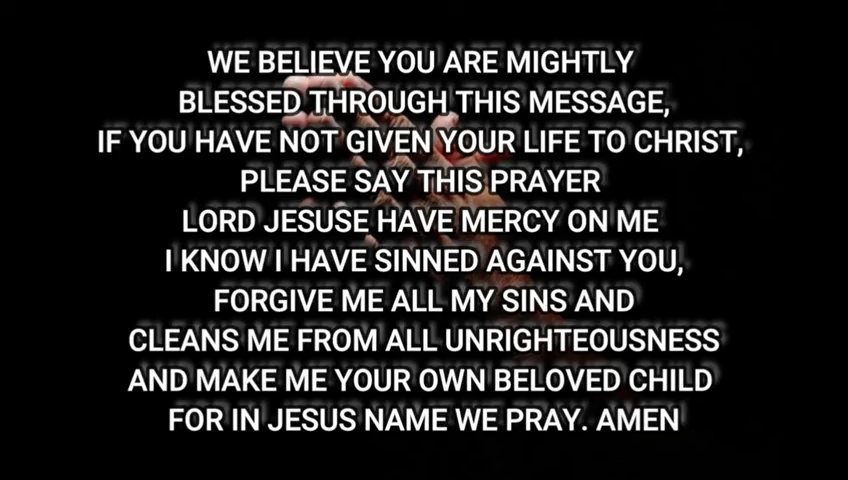 WE BELIEVE YOU ARE MIGHTLY
BLESSED THROUGH THIS MESSAGE,
IF YOU HAVE NOT GIVEN YOUR LIFE TO CHRIST,
PLEASE SAY THIS PRAYER
LORD JESUSE HAVE MERCY ON ME
I KNOW I HAVE SINNED AGAINST YOU,
FORGIVE ME ALL MY SINS AND
CLEANS ME FROM ALL UNRIGHTEOUSNESS
AND MAKE ME YOUR OWN BELOVED CHILD
FOR IN JESUS NAME WE PRAY. AMEN